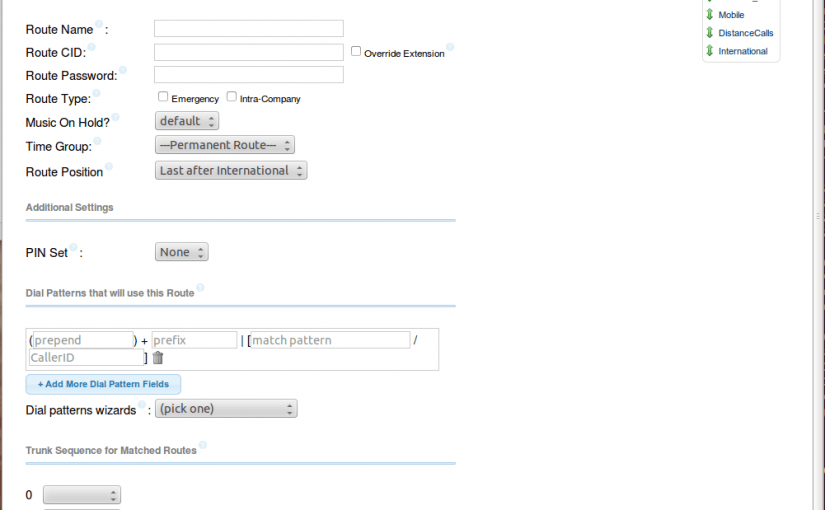 Mobile
DistanceCalls
International
Route Name :
Route CID:
Override Extension
Route Password:
Route Type:
Emergency
Intra-Company
Music On Hold?
default
Time Group:
---Permanent Route---
Route Position
Last after International
Additional Settings
PIN Set :
None
Dial Patterns that will use this Route
(prepend) + prefix | [match pattern /
CallerID ]
+ Add More Dial Pattern Fields
Dial patterns wizards :
(pick one)
Trunk Sequence for Matched Routes
0